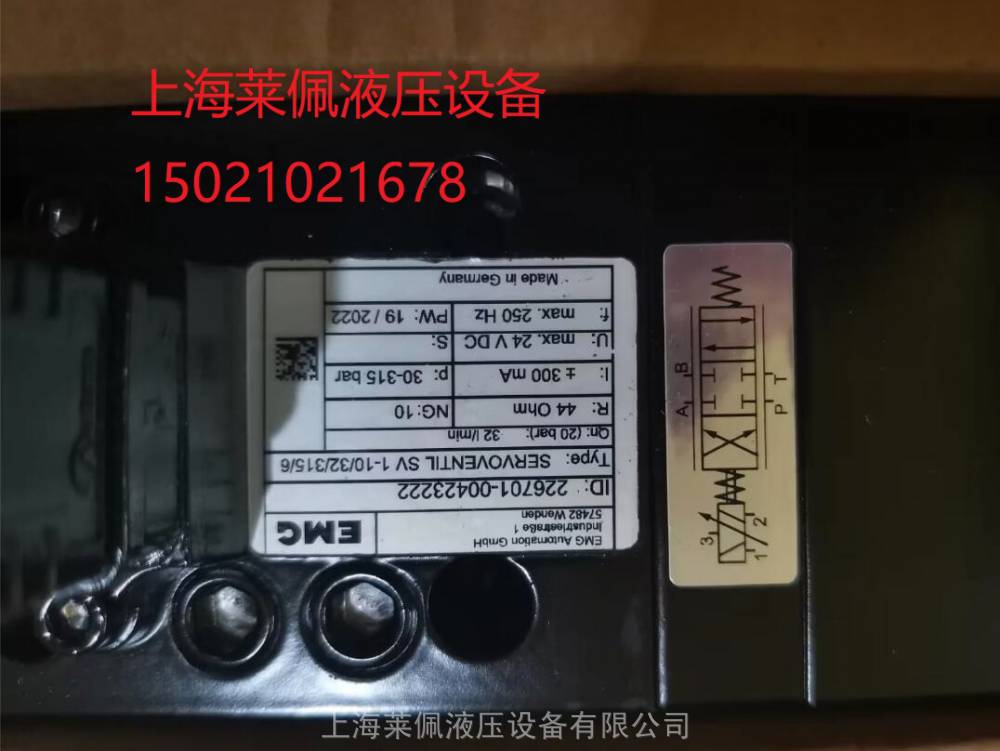 上海莱佩液压设备
15021021678
EMG Automation GmbH
Industriestraße 1
57482 Wenden
EMG
ID: 226701-00423222
Type: SERVOVENTIL SV 1-10/32/315/6
Qn: (20 bar): 32 l/min
R: 44 Ohm NG: 10
I: ± 300 mA p: 30-315 bar
U: max. 24 V DC S:
f: max. 250 Hz PW: 19 / 2022
Made in Germany
A B
P T
3
1 2
上海莱佩液压设备有限公司